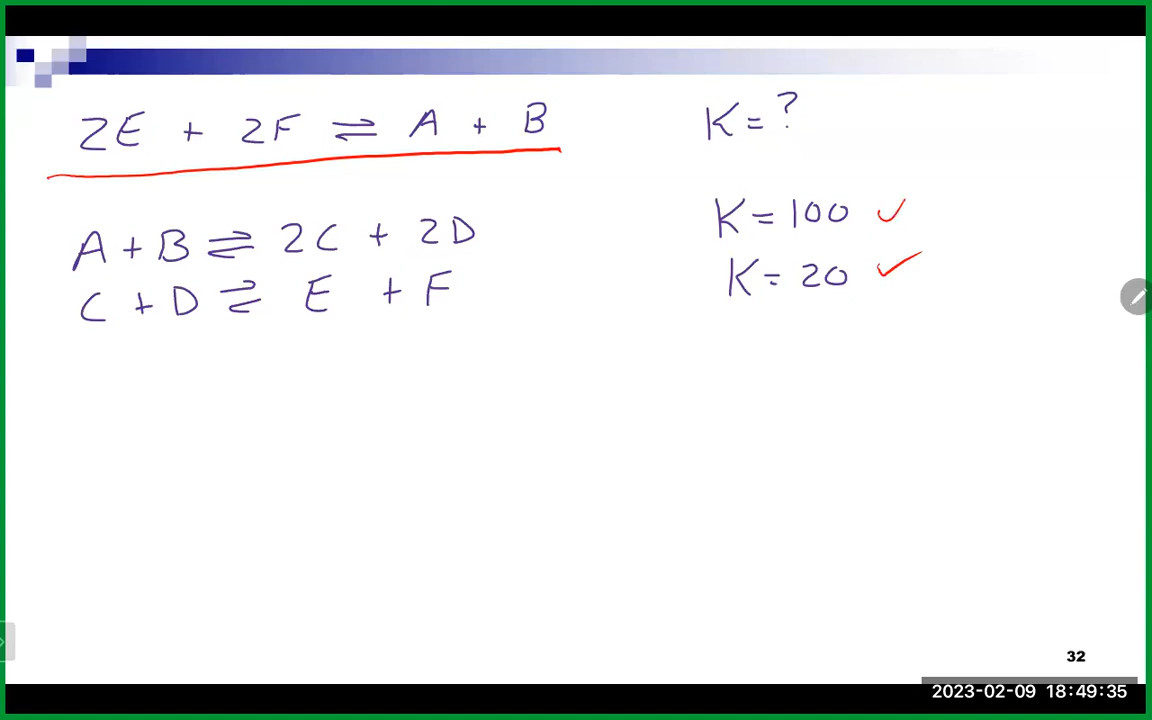 2E + 2F ⇌ A + B K = ?
A + B ⇌ 2C + 2D K = 100 ✓
C + D ⇌ E + F K = 20 ✓
32
2023-02-09 18:49:35